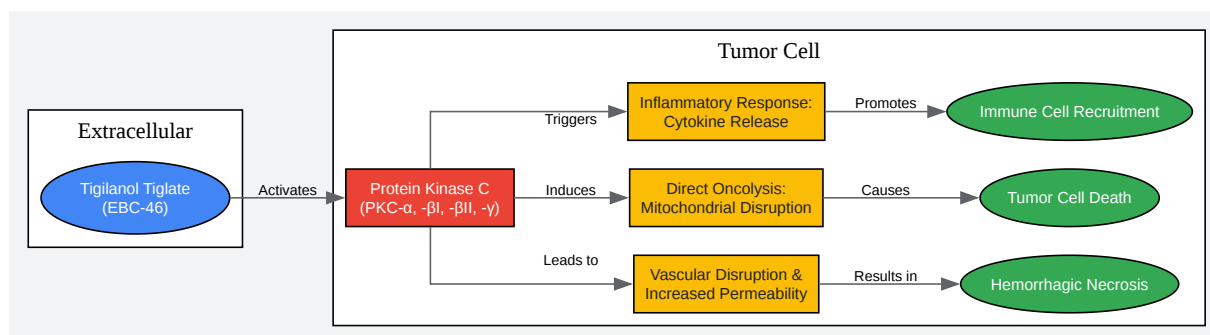 Tumor Cell
Extracellular
Tigilanol Tiglate
(EBC-46)
Activates
Protein Kinase C
(PKC-α, -βI, -βII, -γ)
Triggers
Inflammatory Response:
Cytokine Release
Promotes
Immune Cell Recruitment
Induces
Direct Oncolysis:
Mitochondrial Disruption
Causes
Tumor Cell Death
Leads to
Vascular Disruption &
Increased Permeability
Results in
Hemorrhagic Necrosis